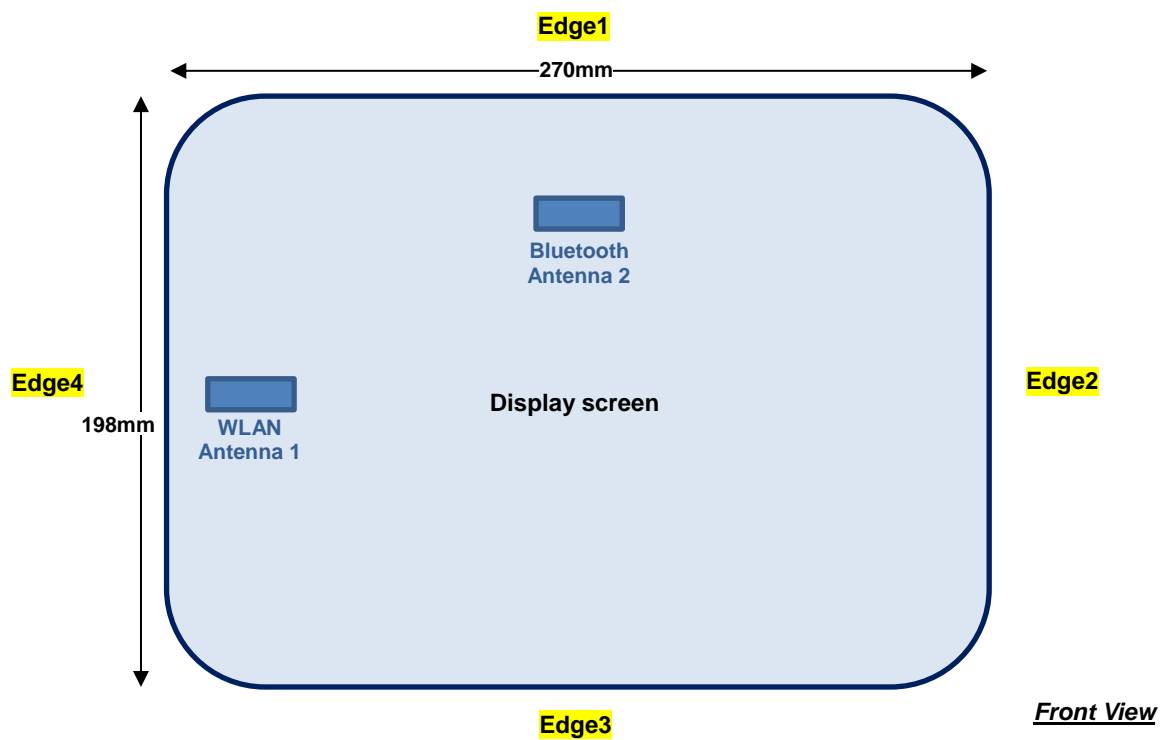 Edge1
270mm
Bluetooth
Antenna 2
Edge4
Edge2
Display screen
198mm
WLAN
Antenna 1
Edge3
Front View